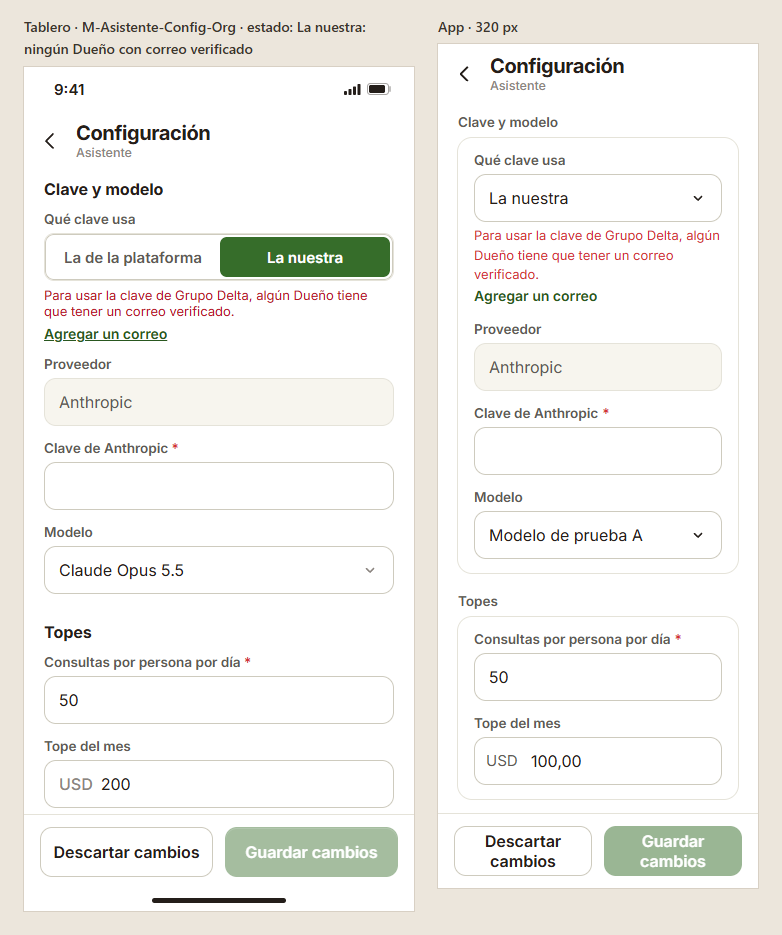 Tablero · M-Asistente-Config-Org · estado: La nuestra:
ningún Dueño con correo verificado
9:41
Configuración
Asistente
Clave y modelo
Qué clave usa
La de la plataforma
La nuestra
Para usar la clave de Grupo Delta, algún Dueño tiene
que tener un correo verificado.
Agregar un correo
Proveedor
Anthropic
Clave de Anthropic *
Modelo
Claude Opus 5.5
Topes
Consultas por persona por día *
50
Tope del mes
USD 200
Descartar cambios
Guardar cambios
App · 320 px
Configuración
Asistente
Clave y modelo
Qué clave usa
La nuestra
Para usar la clave de Grupo Delta, algún
Dueño tiene que tener un correo
verificado.
Agregar un correo
Proveedor
Anthropic
Clave de Anthropic *
Modelo
Modelo de prueba A
Topes
Consultas por persona por día *
50
Tope del mes
USD 100,00
Descartar
cambios
Guardar
cambios